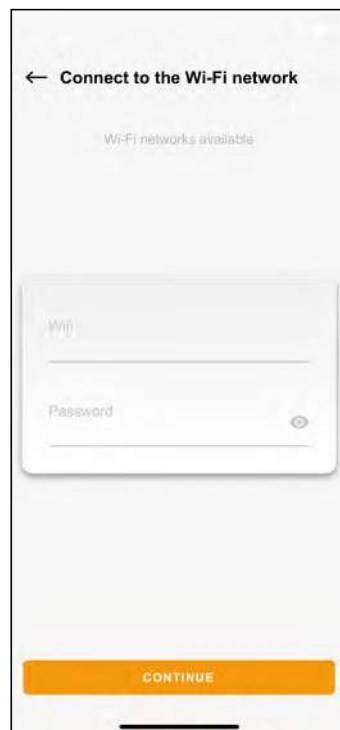 Connect to the Wi-Fi network
Wi-Fi networks available
Wifi
Password
CONTINUE